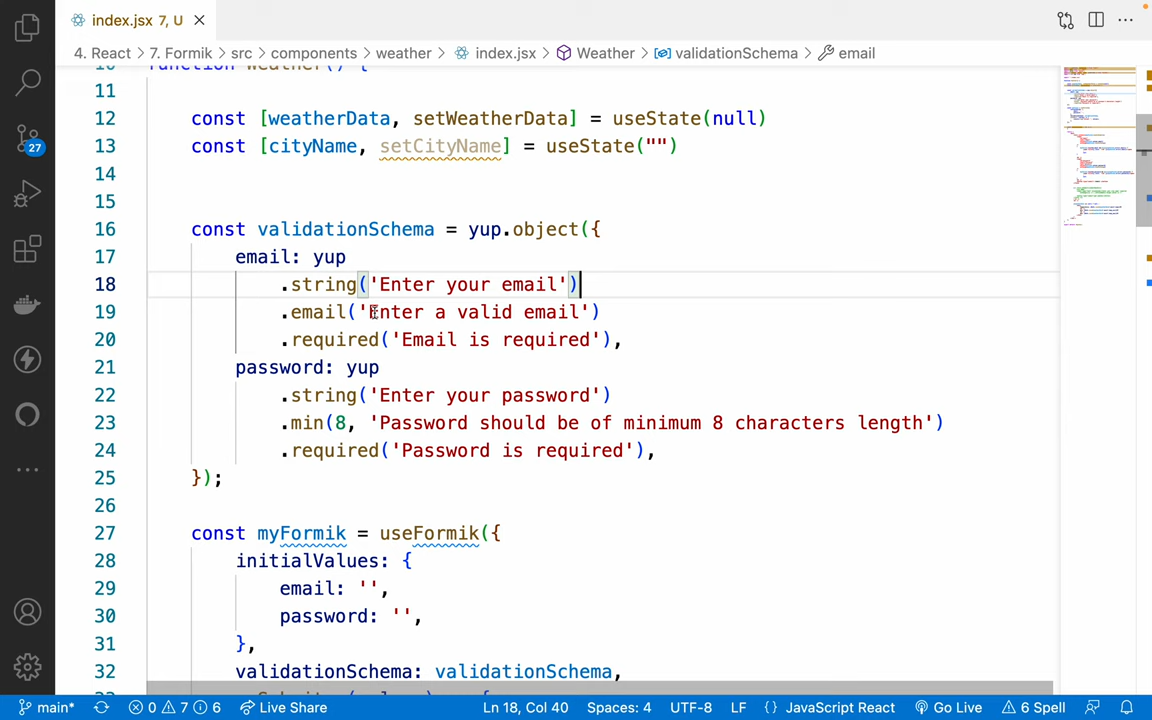 index.jsx 7, U
4. React > 7. Formik > src > components > weather > index.jsx > Weather > validationSchema > email
10 function Weather() {
11
12 const [weatherData, setWeatherData] = useState(null)
13 const [cityName, setCityName] = useState("")
14
15
16 const validationSchema = yup.object({
17 email: yup
18 .string('Enter your email')
19 .email('Enter a valid email')
20 .required('Email is required'),
21 password: yup
22 .string('Enter your password')
23 .min(8, 'Password should be of minimum 8 characters length')
24 .required('Password is required'),
25 });
26
27 const myFormik = useFormik({
28 initialValues: {
29 email: '',
30 password: '',
31 },
32 validationSchema: validationSchema,
27
main* 0 7 6 Live Share Ln 18, Col 40 Spaces: 4 UTF-8 LF {} JavaScript React Go Live 6 Spell